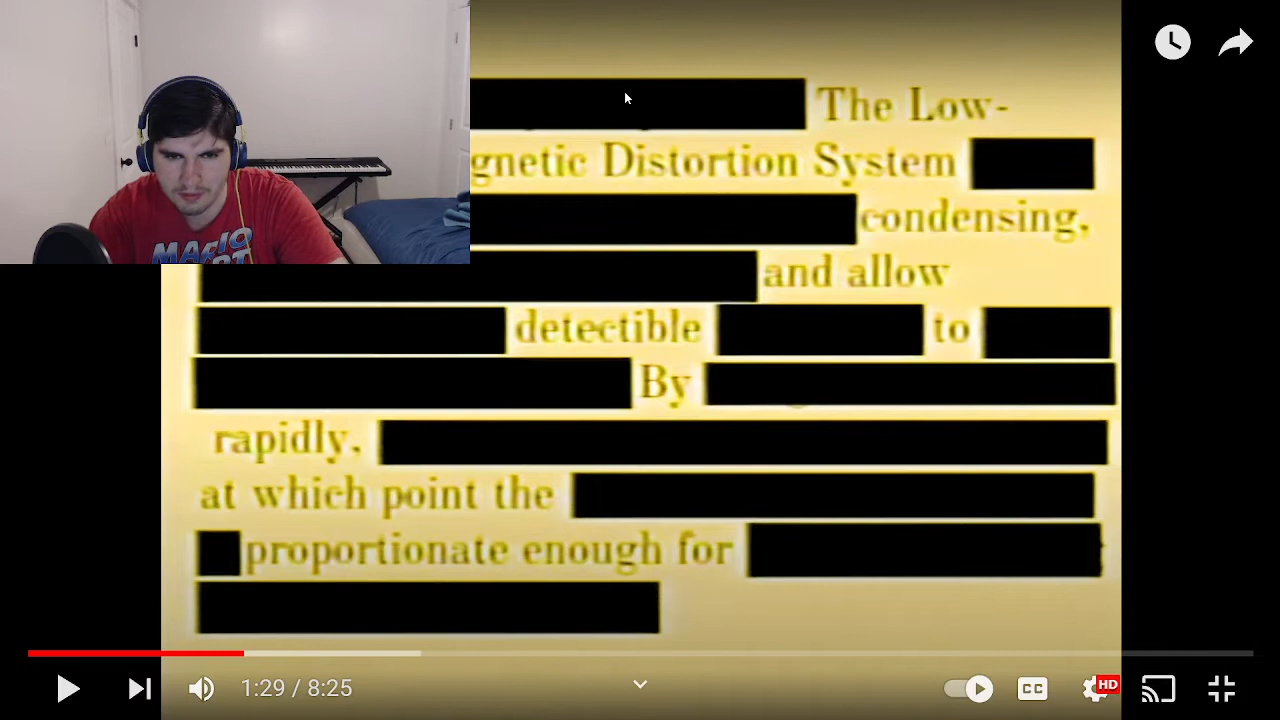 The Low-
gnetic Distortion System
condensing,
and allow
detectible to
By
rapidly,
at which point the
proportionate enough for
MARIO
1:29 / 8:25
CC
HD